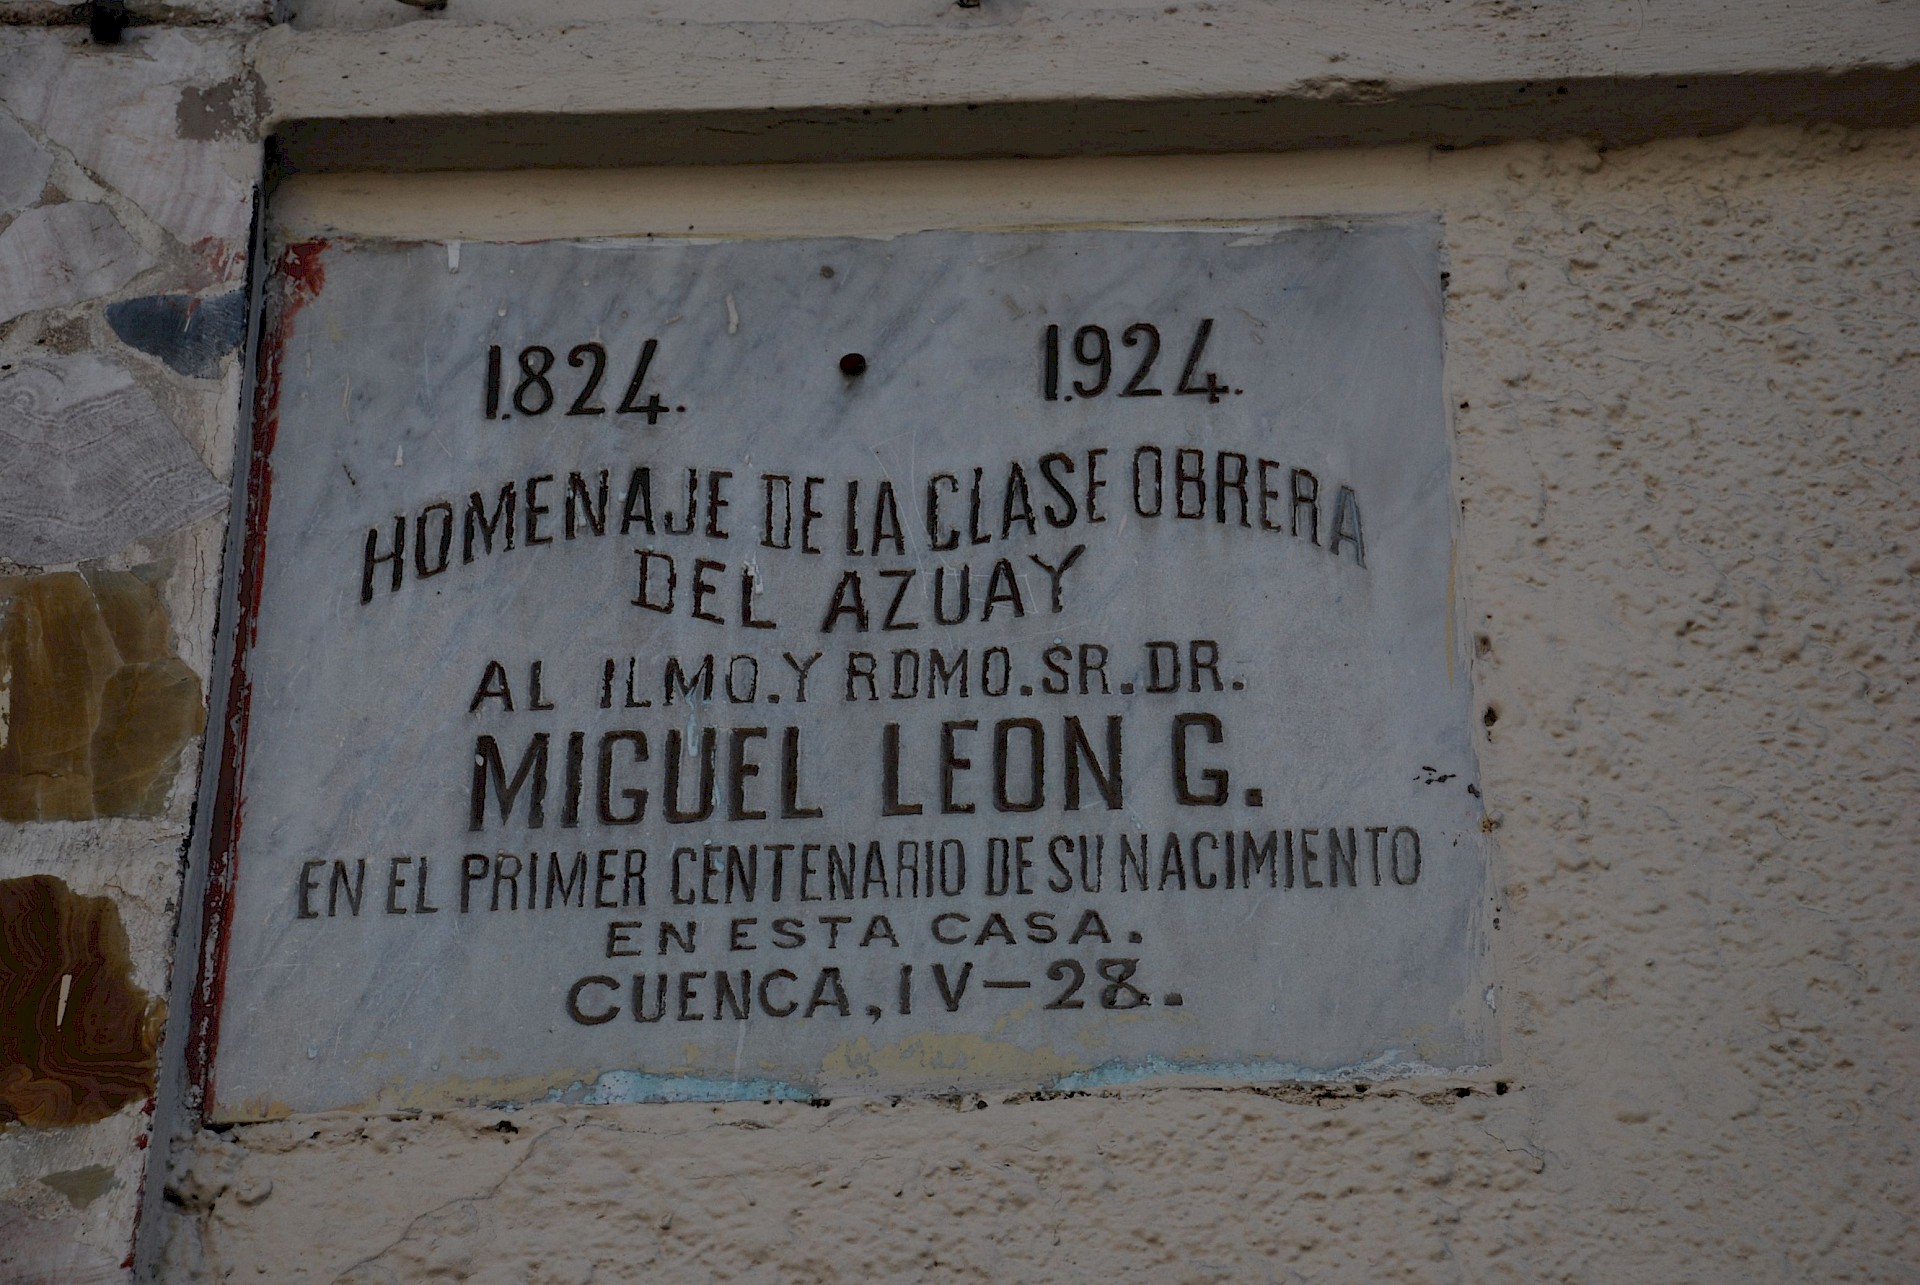 1.824. 1.924.
HOMENAJE DE LA CLASE OBRERA
DEL AZUAY
AL ILMO. Y RDMO. SR. DR.
MIGUEL LEON G.
EN EL PRIMER CENTENARIO DE SU NACIMIENTO
EN ESTA CASA.
CUENCA, IV-28.